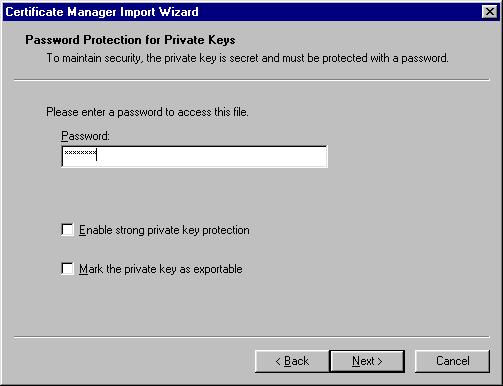 Certificate Manager Import Wizard
Password Protection for Private Keys
To maintain security, the private key is secret and must be protected with a password.
Please enter a password to access this file.
Password:
xxxxxxxx
Enable strong private key protection
Mark the private key as exportable
< Back Next > Cancel